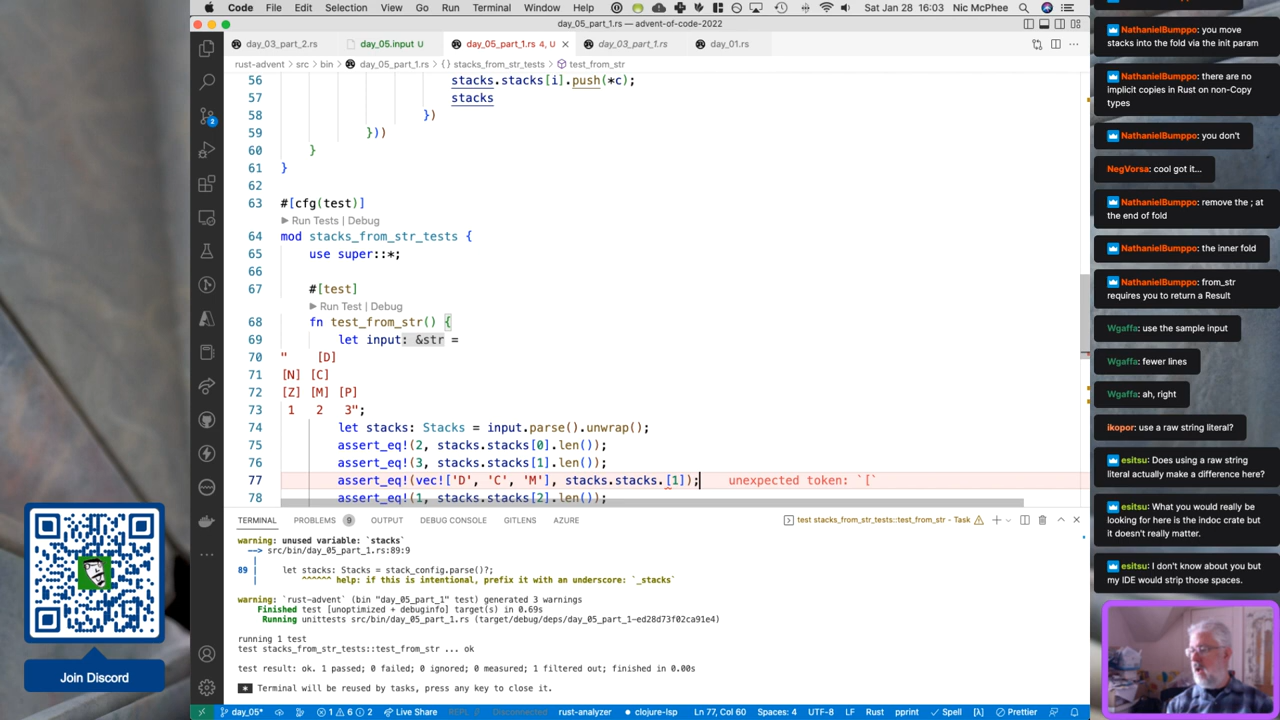 Code File Edit Selection View Go Run Terminal Window Help Sat Jan 28 16:03 Nic McPhee
day_05_part_1.rs — advent-of-code-2022
day_03_part_2.rs day_05.input U day_05_part_1.rs 4, U day_03_part_1.rs day_01.rs
rust-advent › src › bin › day_05_part_1.rs › {} stacks_from_str_tests › test_from_str
56 stacks.stacks[i].push(*c);
57 stacks
58 })
59 }))
60 }
61 }
62
63 #[cfg(test)]
Run Tests | Debug
64 mod stacks_from_str_tests {
65 use super::*;
66
67 #[test]
Run Test | Debug
68 fn test_from_str() {
69 let input: &str =
70 "    [D]
71 [N] [C]
72 [Z] [M] [P]
73  1   2   3";
74 let stacks: Stacks = input.parse().unwrap();
75 assert_eq!(2, stacks.stacks[0].len());
76 assert_eq!(3, stacks.stacks[1].len());
77 assert_eq!(vec!['D', 'C', 'M'], stacks.stacks.[1]); unexpected token: `[`
78 assert_eq!(1, stacks.stacks[2].len());
TERMINAL PROBLEMS 9 OUTPUT DEBUG CONSOLE GITLENS AZURE test stacks_from_str_tests::test_from_str - Task
warning: unused variable: `stacks`
--> src/bin/day_05_part_1.rs:89:9
|
89 | let stacks: Stacks = stack_config.parse()?;
| ^^^^^^ help: if this is intentional, prefix it with an underscore: `_stacks`
warning: `rust-advent` (bin "day_05_part_1" test) generated 3 warnings
Finished test [unoptimized + debuginfo] target(s) in 0.69s
Running unittests src/bin/day_05_part_1.rs (target/debug/deps/day_05_part_1-ed28d73f02ca91e4)
running 1 test
test stacks_from_str_tests::test_from_str ... ok
test result: ok. 1 passed; 0 failed; 0 ignored; 0 measured; 1 filtered out; finished in 0.00s
* Terminal will be reused by tasks, press any key to close it.
day_05* 1 6 2 Live Share REPL Disconnected rust-analyzer clojure-lsp Ln 77, Col 60 Spaces: 4 UTF-8 LF Rust pprint Spell [λ] Prettier
2
Join Discord
NathanielBumppo: you move
stacks into the fold via the init param
NathanielBumppo: there are no
implicit copies in Rust on non-Copy
types
NathanielBumppo: you don't
NegVorsa: cool got it...
NathanielBumppo: remove the ; at
the end of fold
NathanielBumppo: the inner fold
NathanielBumppo: from_str
requires you to return a Result
Wgaffa: use the sample input
Wgaffa: fewer lines
Wgaffa: ah, right
ikopor: use a raw string literal?
esitsu: Does using a raw string
literal actually make a difference here?
esitsu: What you would really be
looking for here is the indoc crate but
it doesn't really matter.
esitsu: I don't know about you but
my IDE would strip those spaces.